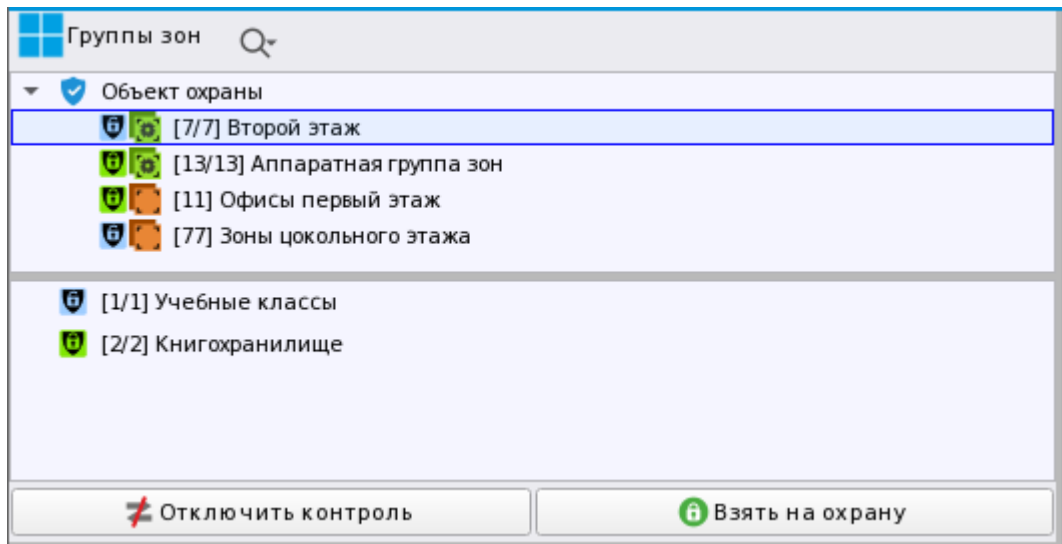 Группы зон
Объект охраны
[7/7] Второй этаж
[13/13] Аппаратная группа зон
[11] Офисы первый этаж
[77] Зоны цокольного этажа
[1/1] Учебные классы
[2/2] Книгохранилище
Отключить контроль
Взять на охрану